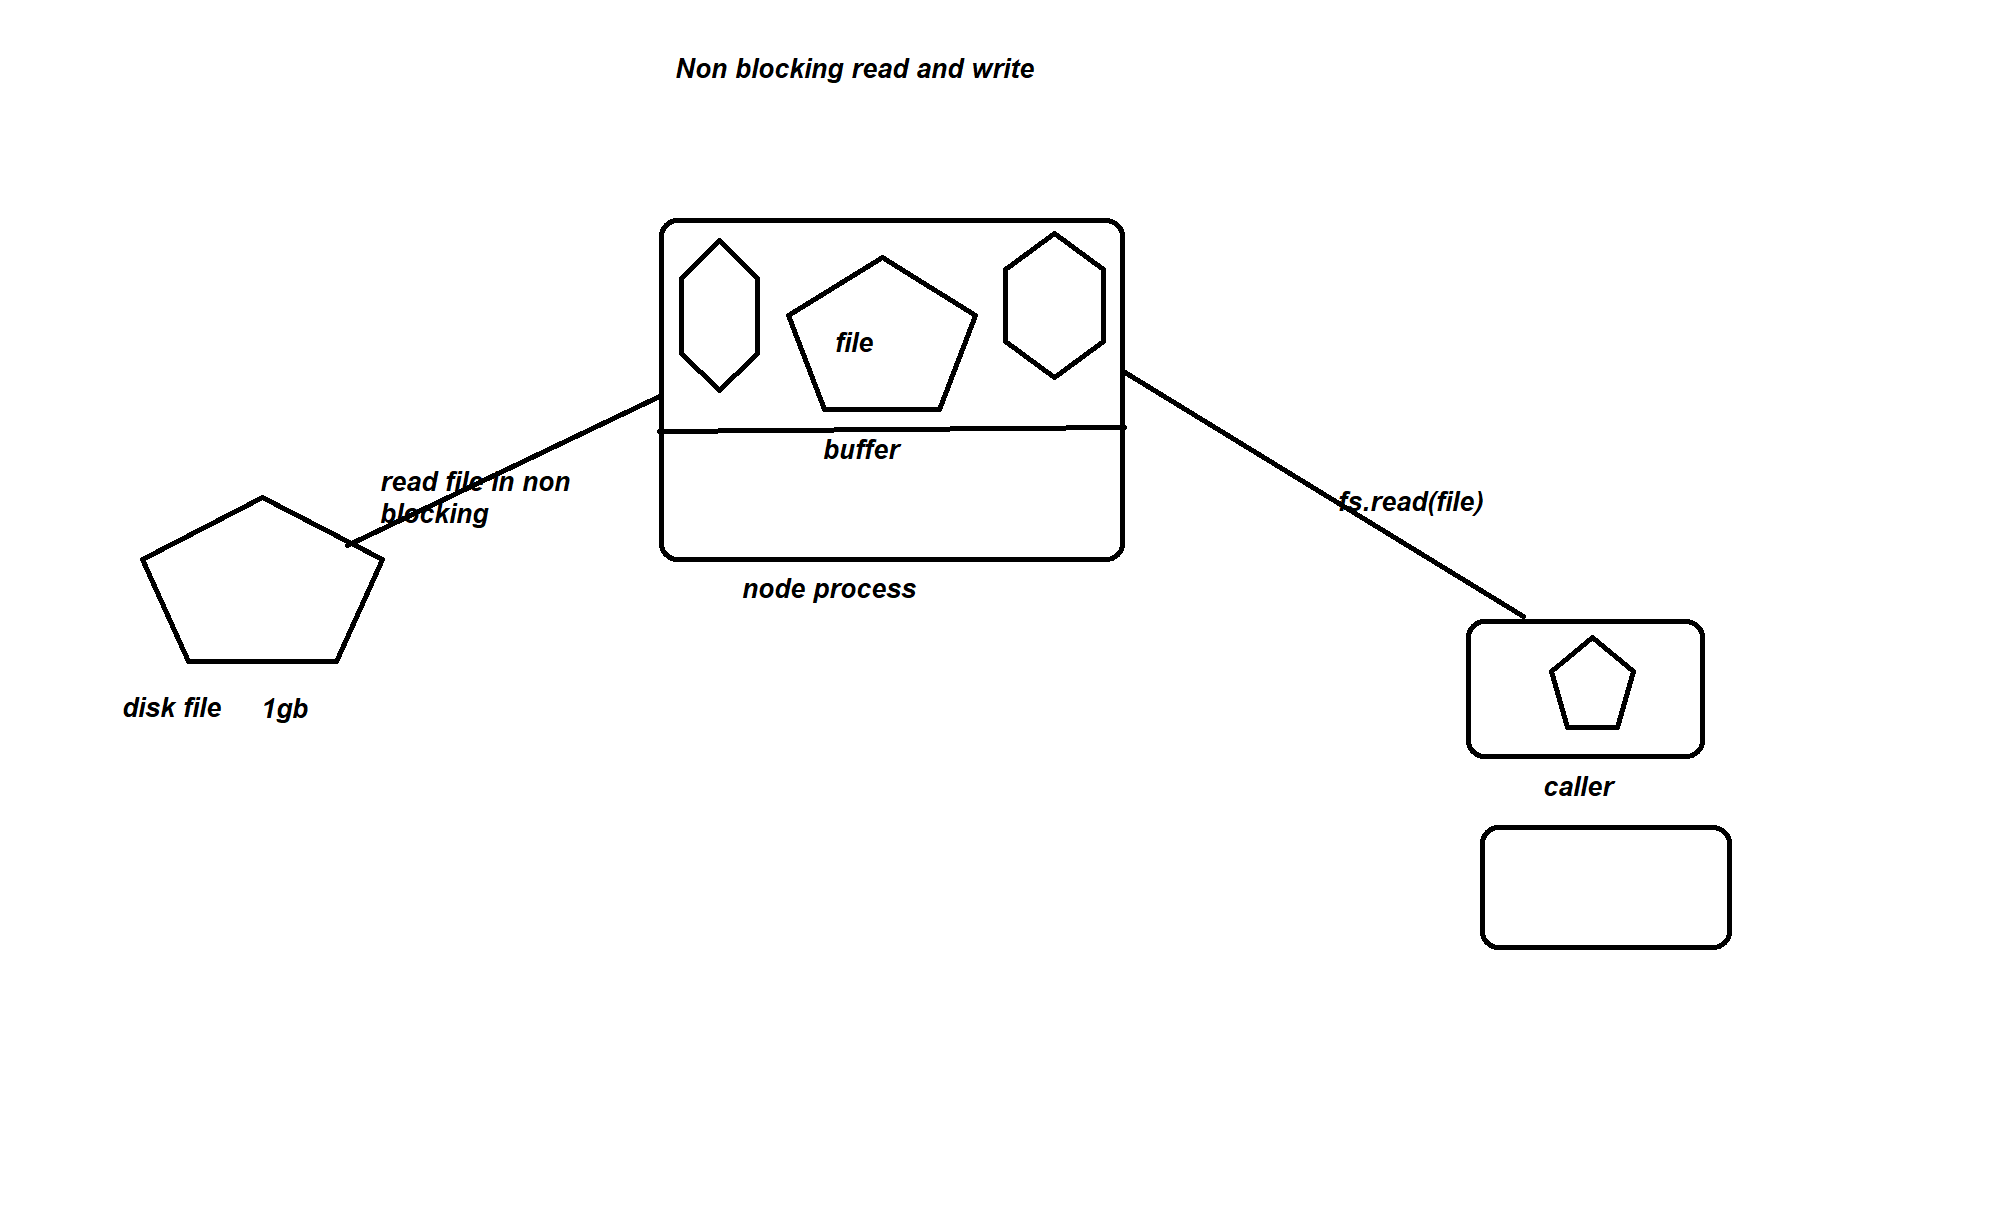 Non blocking read and write
file
buffer
read file in non
blocking
fs.read(file)
node process
disk file 1gb
caller